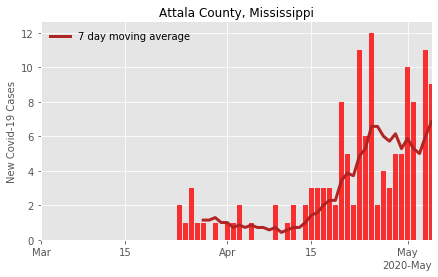 Attala County, Mississippi
7 day moving average
New Covid-19 Cases
12
10
8
6
4
2
0
Mar 15 Apr 15 May
2020-May